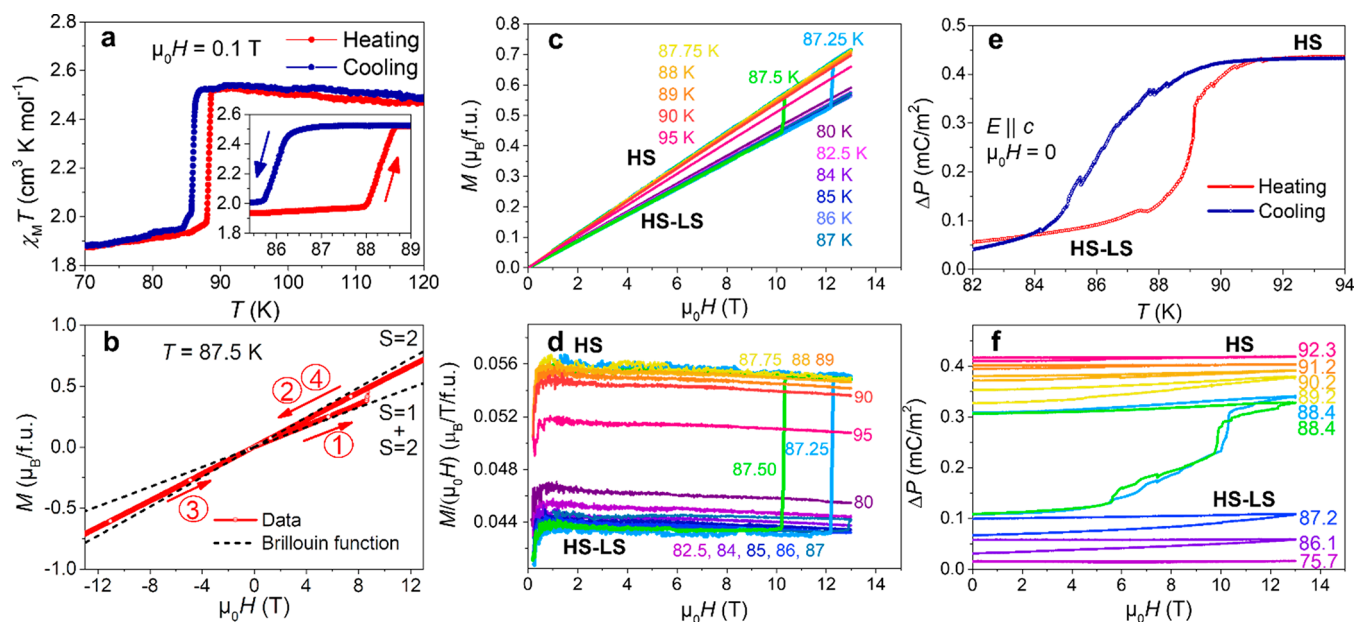 a
μ₀H = 0.1 T
Heating
Cooling
χMT (cm³ K mol⁻¹)
2.8
2.6
2.4
2.2
2.0
1.8
2.6
2.4
2.2
2.0
1.8
86 87 88 89
70 80 90 100 110 120
T (K)
b
T = 87.5 K
S=2
② ④
①
S=1
+
S=2
③
Data
Brillouin function
M (μB/f.u.)
1.0
0.5
0.0
-0.5
-1.0
-12 -8 -4 0 4 8 12
μ₀H (T)
c
87.25 K
87.75 K
87.5 K
88 K
89 K
90 K
95 K
HS
80 K
82.5 K
84 K
85 K
86 K
87 K
HS-LS
M (μB/f.u.)
0.8
0.7
0.6
0.5
0.4
0.3
0.2
0.1
0.0
0 2 4 6 8 10 12 14
μ₀H (T)
d
HS
87.75 88 89
90
95
87.25
87.50
80
HS-LS
82.5, 84, 85, 86, 87
M/(μ₀H) (μB/T/f.u.)
0.056
0.052
0.048
0.044
0 2 4 6 8 10 12 14
μ₀H (T)
e
HS
E || c
μ₀H = 0
Heating
Cooling
HS-LS
ΔP (mC/m²)
0.5
0.4
0.3
0.2
0.1
0.0
82 84 86 88 90 92 94
T (K)
f
HS
92.3
91.2
90.2
89.2
88.4
88.4
HS-LS
87.2
86.1
75.7
ΔP (mC/m²)
0.4
0.3
0.2
0.1
0.0
0 2 4 6 8 10 12 14
μ₀H (T)